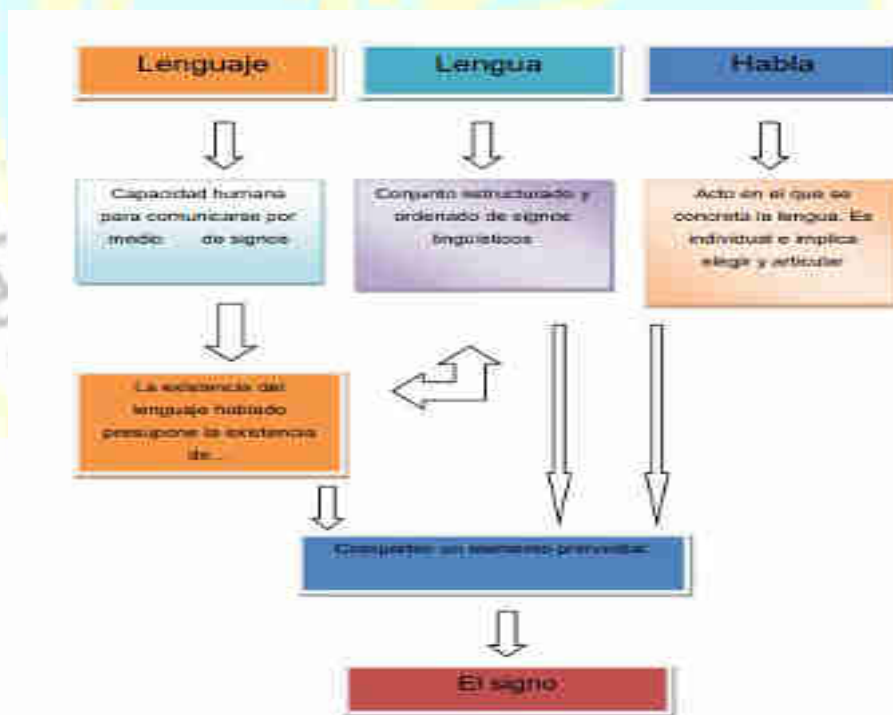 Lenguaje
Lengua
Habla
Capacidad humana
para comunicarse por
medio de signos
Conjunto estructurado y
ordenado de signos
lingüísticos
Acto en el que se
concreta la lengua. Es
individual e implica
elegir y articular
La existencia del
lenguaje hablado
presupone la existencia
de...
Comparten un elemento primordial
El signo